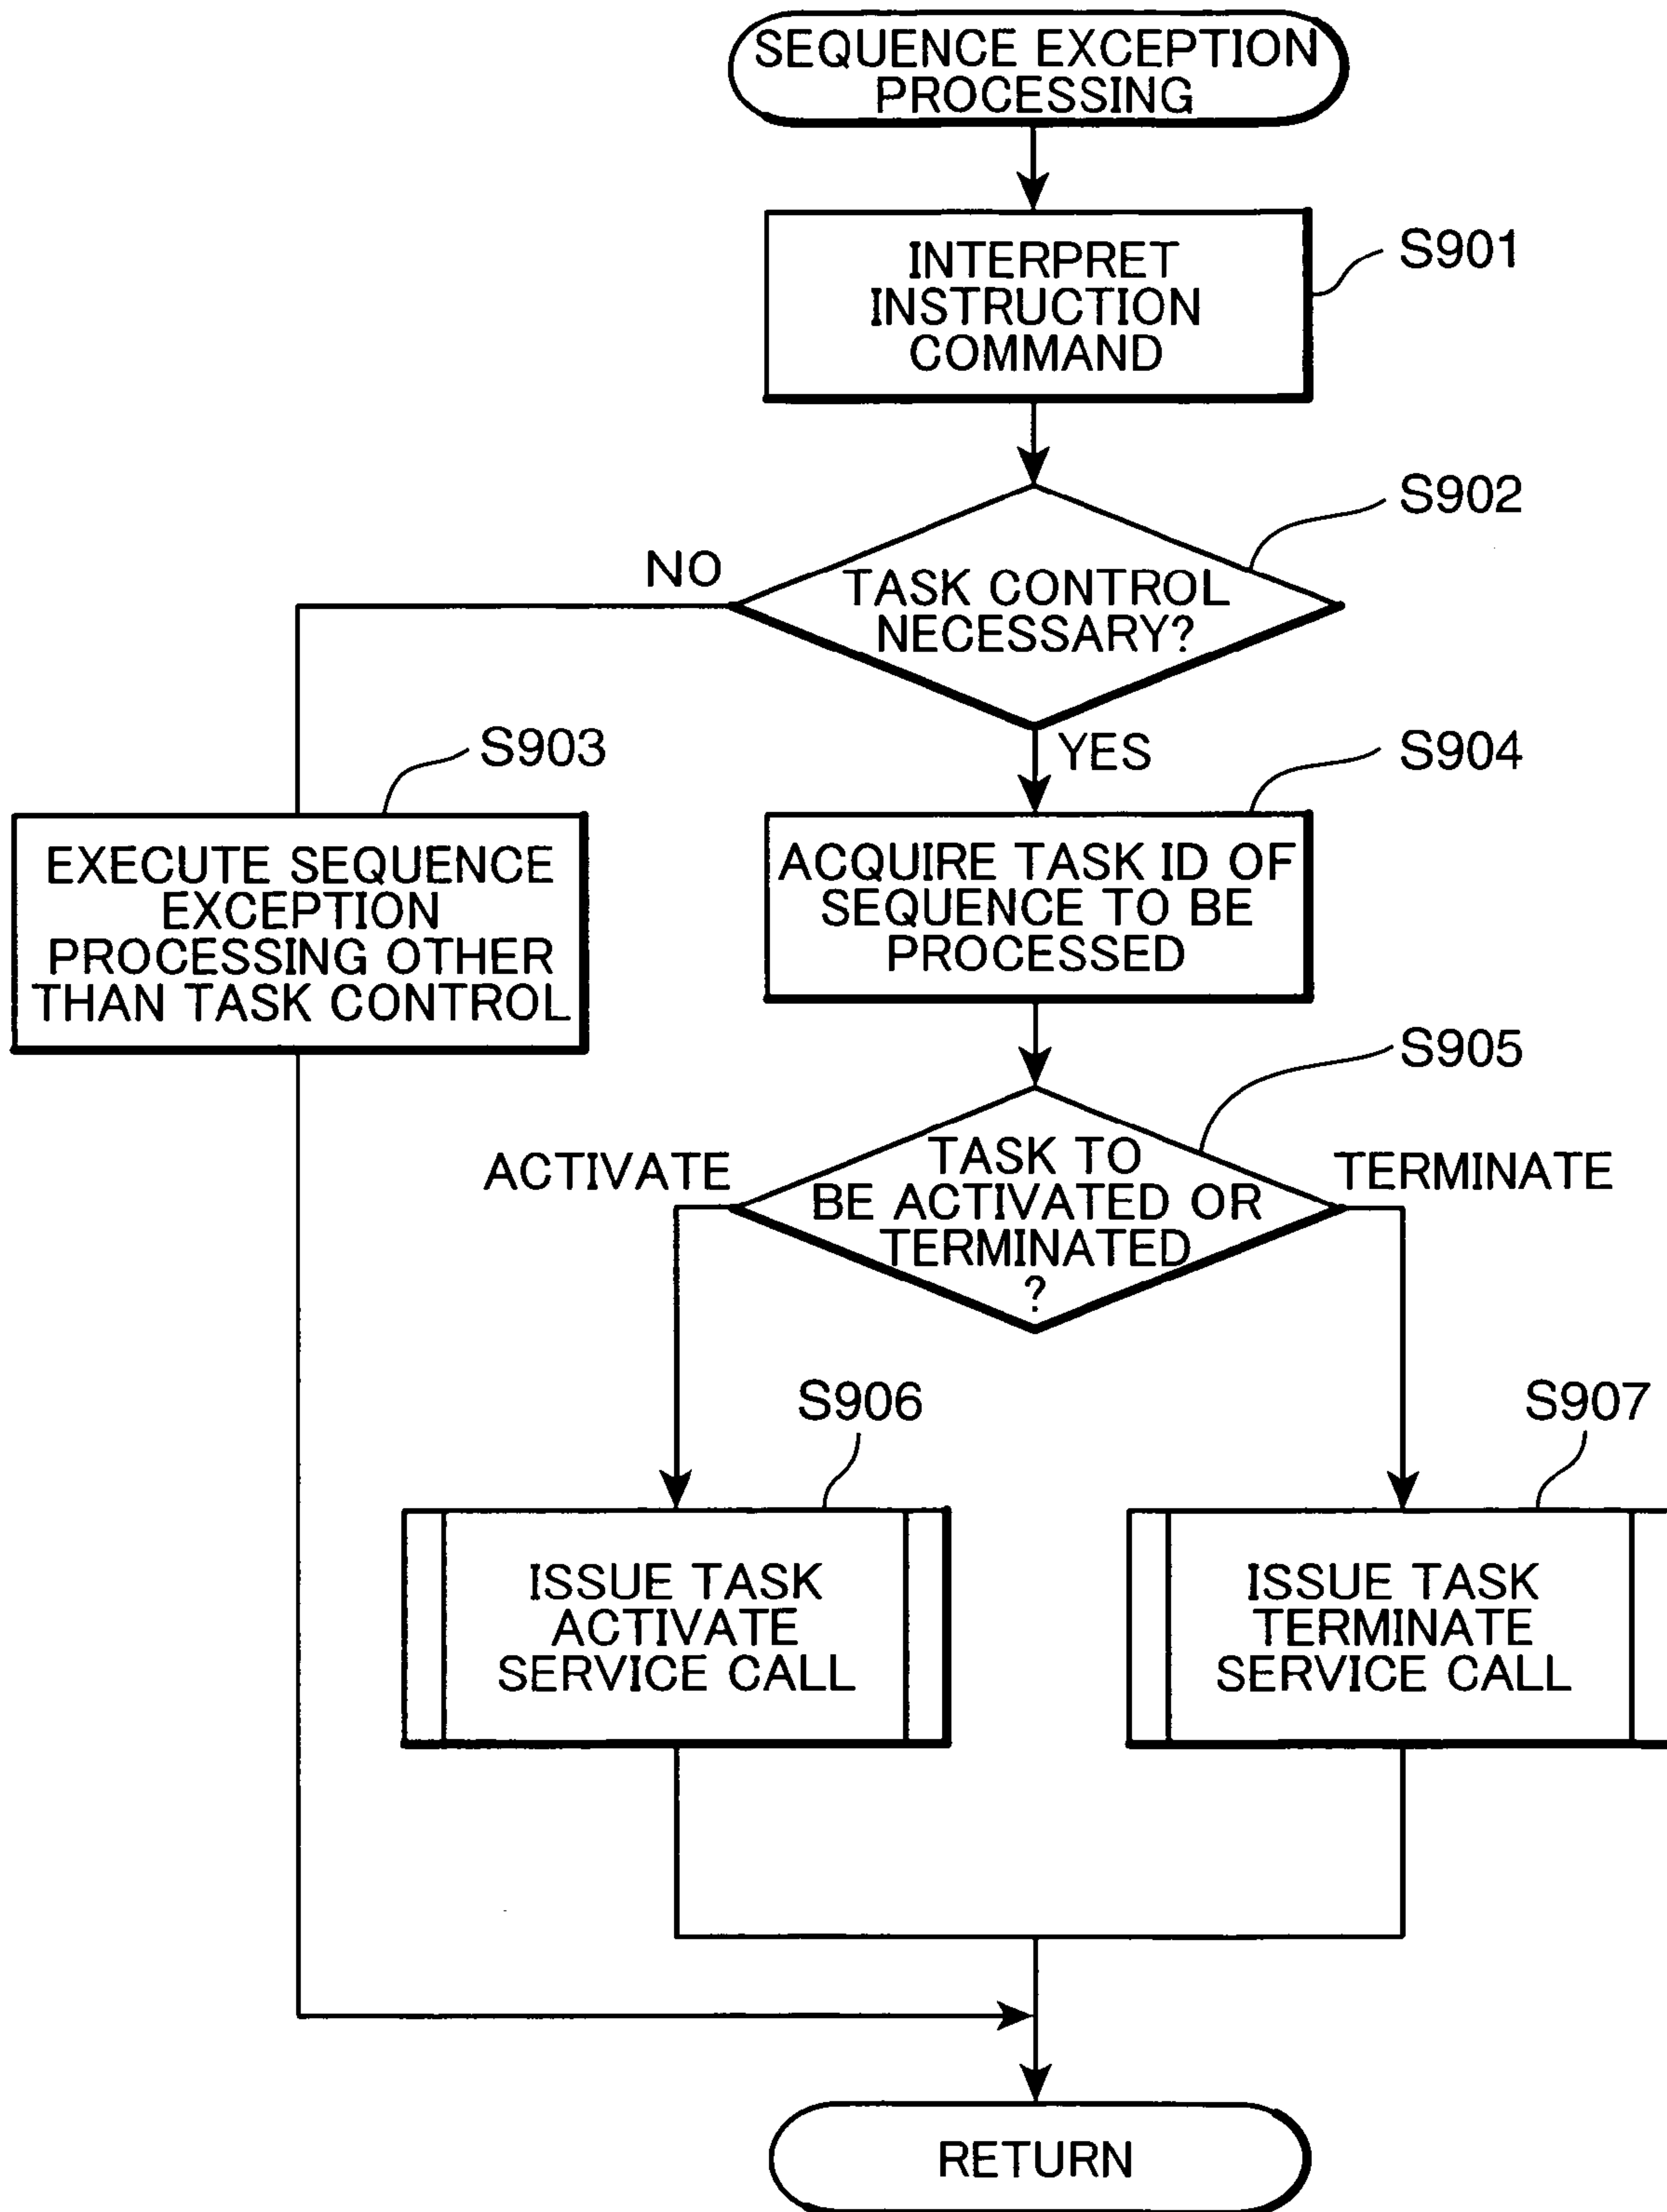 SEQUENCE EXCEPTION
PROCESSING
INTERPRET
INSTRUCTION
COMMAND
S901
S902
NO
TASK CONTROL
NECESSARY?
YES
S903
S904
EXECUTE SEQUENCE
EXCEPTION
PROCESSING OTHER
THAN TASK CONTROL
ACQUIRE TASK ID OF
SEQUENCE TO BE
PROCESSED
S905
ACTIVATE
TASK TO
BE ACTIVATED OR
TERMINATED
?
TERMINATE
S906
S907
ISSUE TASK
ACTIVATE
SERVICE CALL
ISSUE TASK
TERMINATE
SERVICE CALL
RETURN